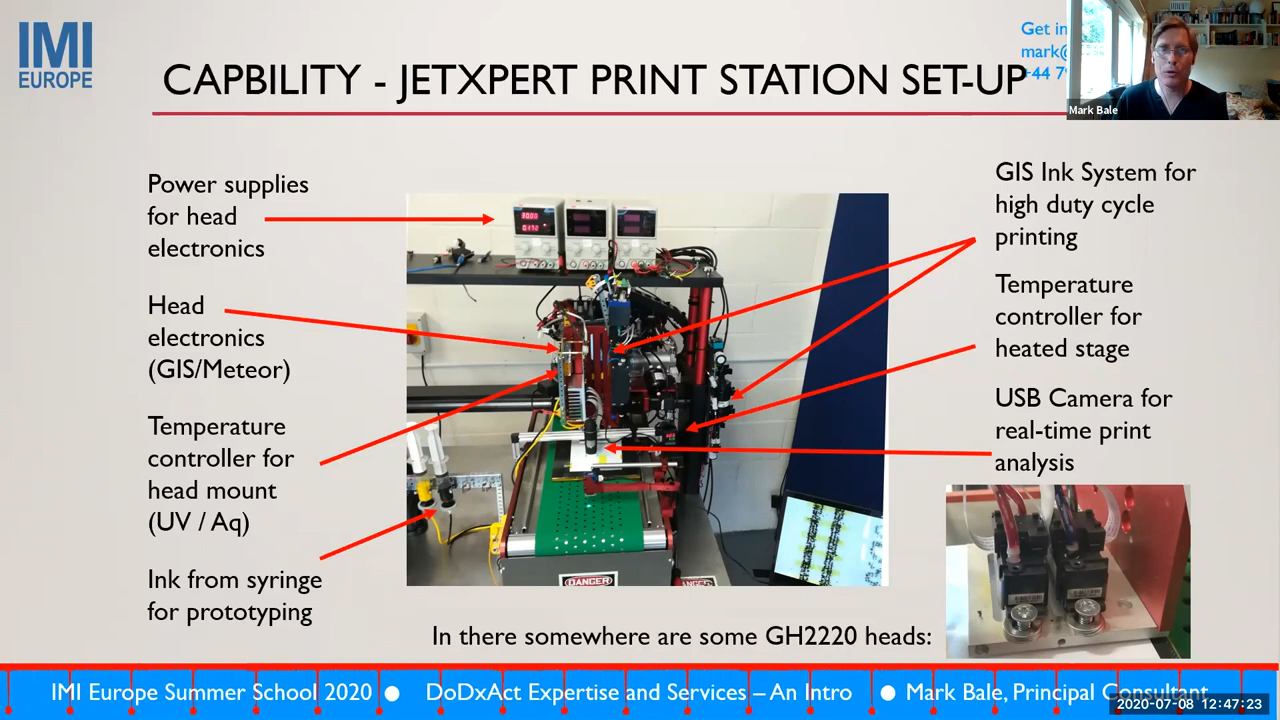 IMI
EUROPE
Get in
mark@
+44 7
CAPBILITY - JETXPERT PRINT STATION SET-UP
Mark Bale
Power supplies
for head
electronics
Head
electronics
(GIS/Meteor)
Temperature
controller for
head mount
(UV / Aq)
Ink from syringe
for prototyping
GIS Ink System for
high duty cycle
printing
Temperature
controller for
heated stage
USB Camera for
real-time print
analysis
DANGER
DANGER
In there somewhere are some GH2220 heads:
IMI Europe Summer School 2020 ● DoDxAct Expertise and Services – An Intro ● Mark Bale, Principal Consultant
2020-07-08 12:47:23